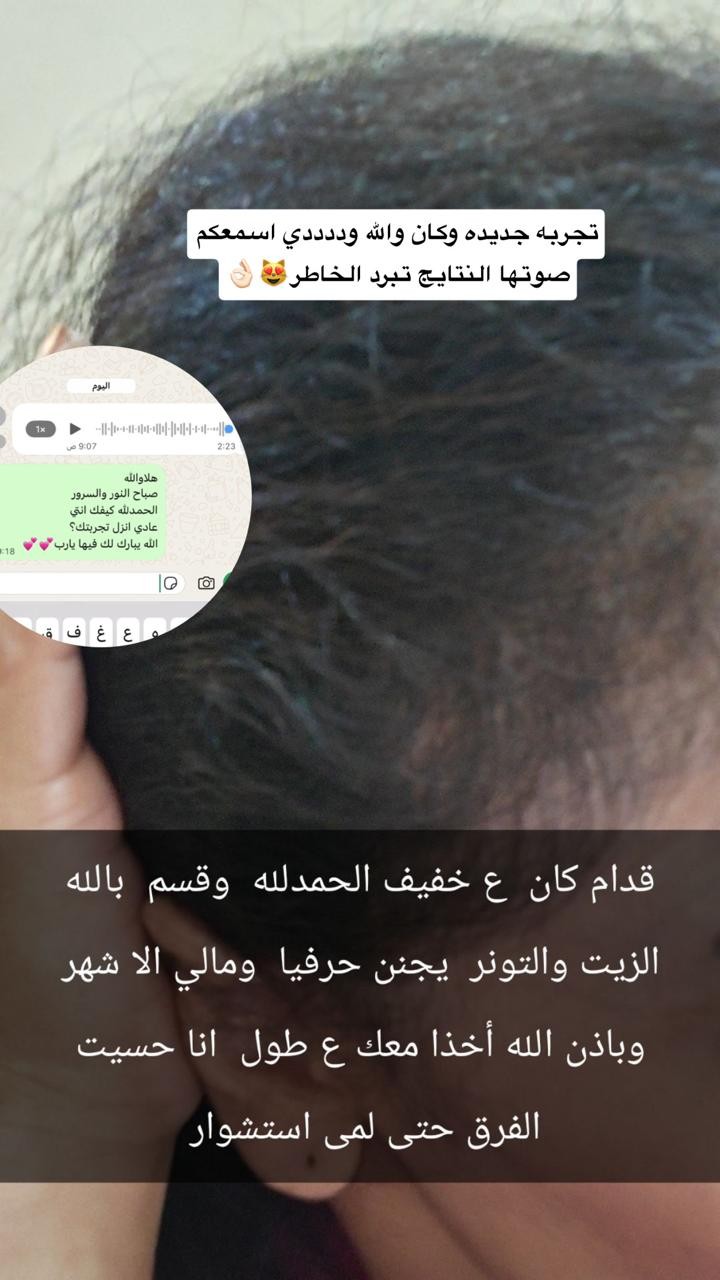 تجربه جديده وكان والله وددددي اسمعكم
صوتها النتايج تبرد الخاطر😻👌🏻
اليوم
1×
9:07 ص
2:23
هلاوالله
صباح النور والسرور
الحمدلله كيفك انتي
عادي انزل تجربتك؟
الله يبارك لك فيها يارب💕💕
9:18
ق ف غ ع ه
قدام كان ع خفيف الحمدلله وقسم بالله
الزيت والتونر يجنن حرفيا ومالي الا شهر
وباذن الله أخذا معك ع طول انا حسيت
الفرق حتى لمى استشوار